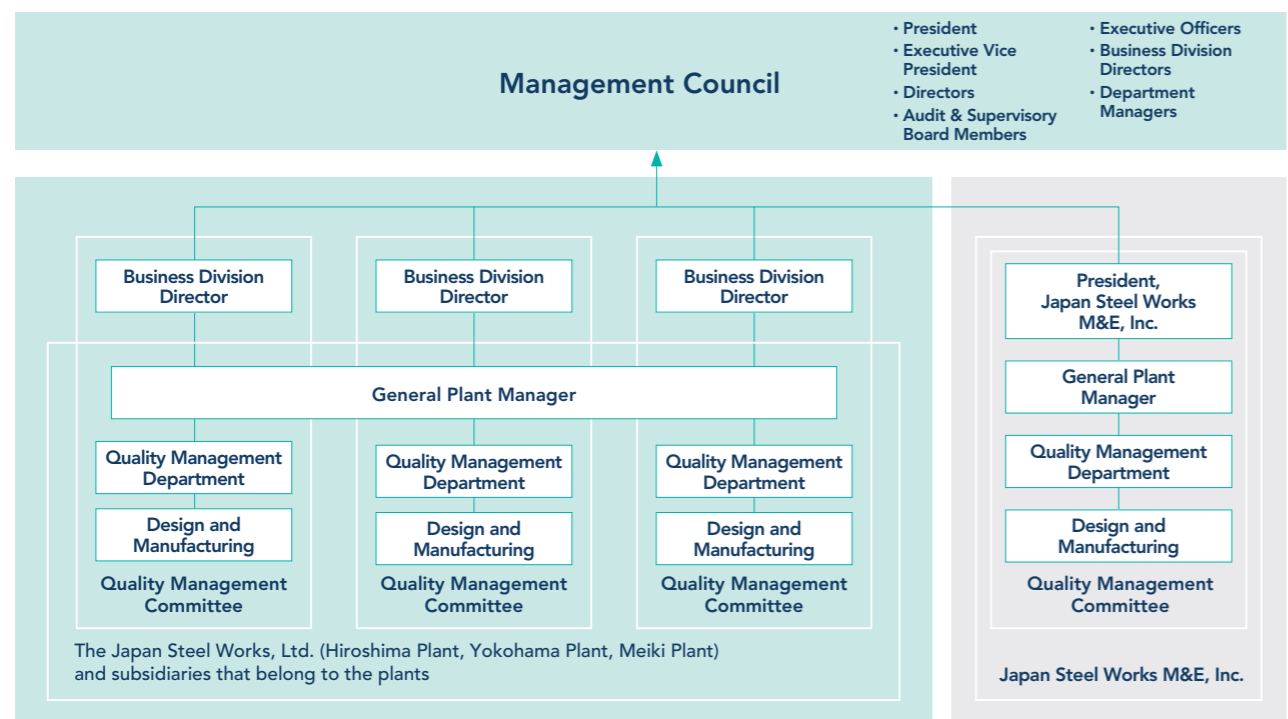 Management Council
・President
・Executive Vice
President
・Directors
・Audit & Supervisory
Board Members
・Executive Officers
・Business Division
Directors
・Department
Managers
Business Division
Director
Business Division
Director
Business Division
Director
General Plant Manager
Quality Management
Department
Quality Management
Department
Quality Management
Department
Design and
Manufacturing
Design and
Manufacturing
Design and
Manufacturing
Quality Management
Committee
Quality Management
Committee
Quality Management
Committee
The Japan Steel Works, Ltd. (Hiroshima Plant, Yokohama Plant, Meiki Plant)
and subsidiaries that belong to the plants
President,
Japan Steel Works
M&E, Inc.
General Plant
Manager
Quality Management
Department
Design and
Manufacturing
Quality Management
Committee
Japan Steel Works M&E, Inc.